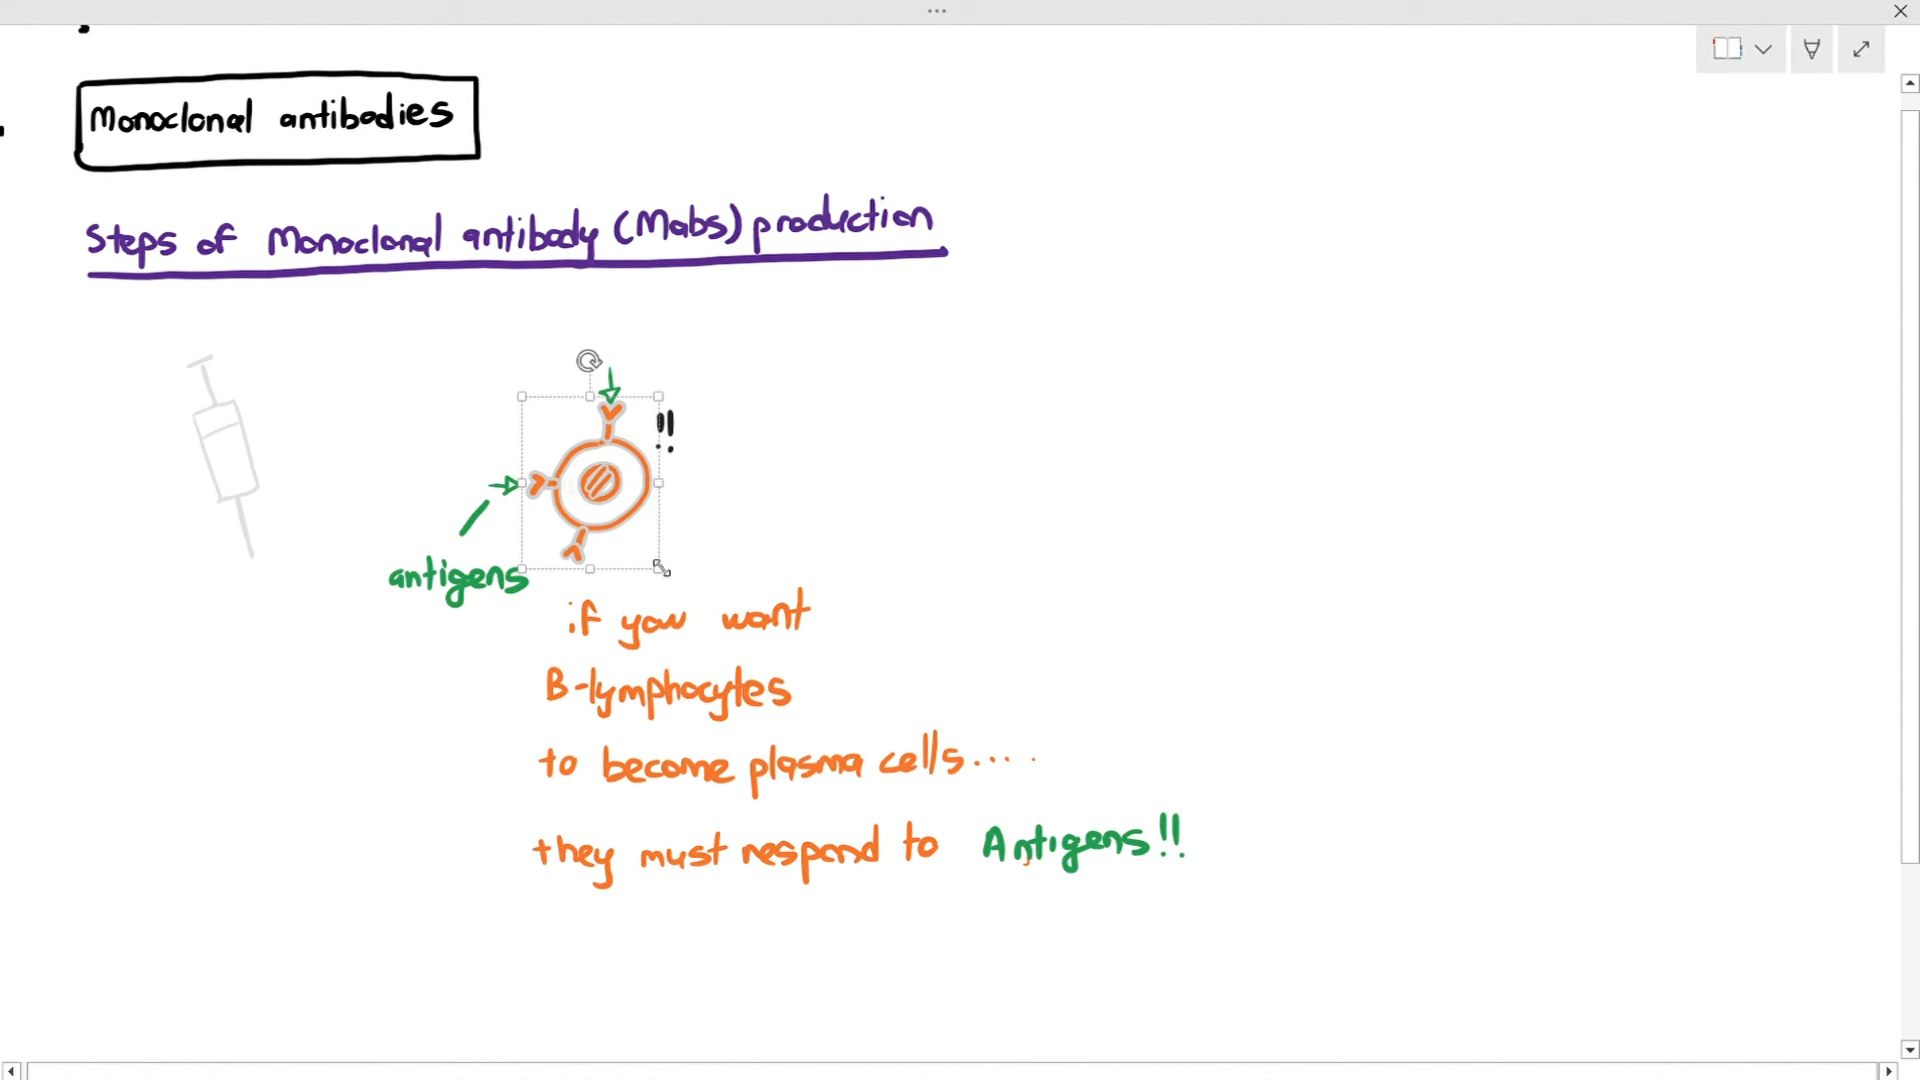 Monoclonal antibodies
Steps of Monoclonal antibody (Mabs) production
!!
antigens
if you want
B-lymphocytes
to become plasma cells.....
they must respond to Antigens!!